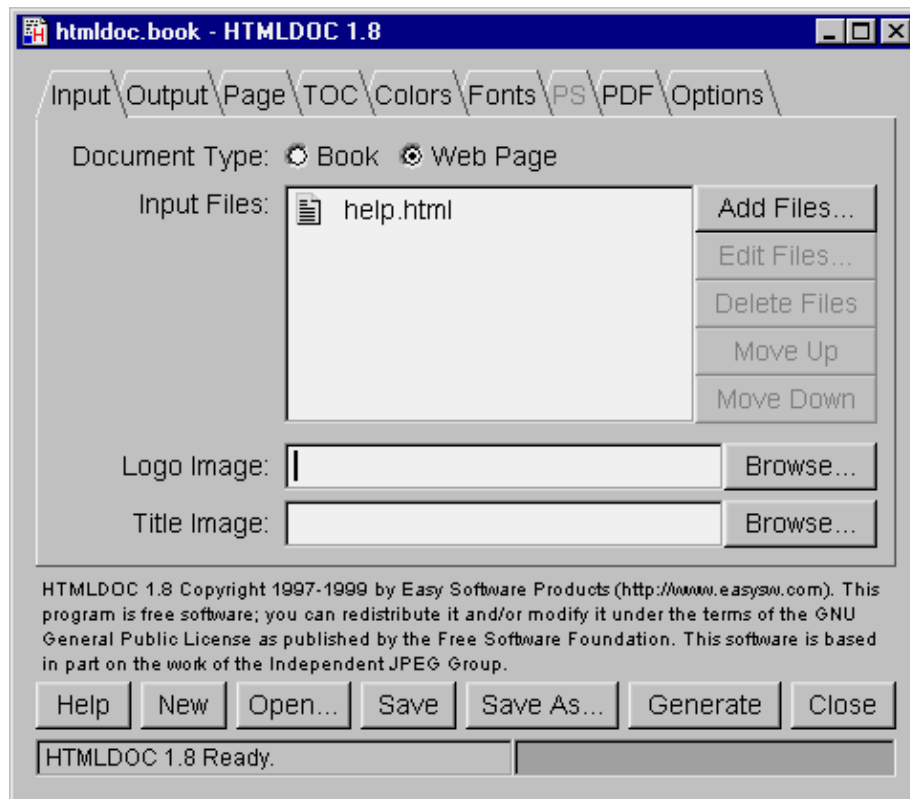 htmldoc.book - HTMLDOC 1.8
Input Output Page TOC Colors Fonts PS PDF Options
Document Type: Book Web Page
Input Files: help.html Add Files...
Edit Files...
Delete Files
Move Up
Move Down
Logo Image: Browse...
Title Image: Browse...
HTMLDOC 1.8 Copyright 1997-1999 by Easy Software Products (http://www.easysw.com). This
program is free software; you can redistribute it and/or modify it under the terms of the GNU
General Public License as published by the Free Software Foundation. This software is based
in part on the work of the Independent JPEG Group.
Help New Open... Save Save As... Generate Close
HTMLDOC 1.8 Ready.